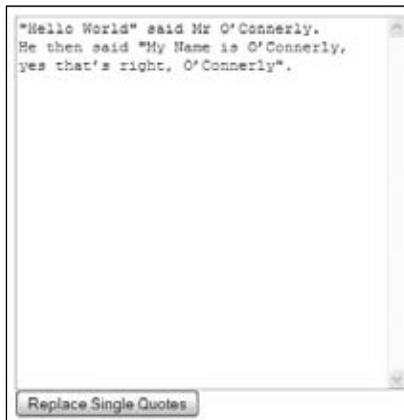 "Hello World" said Mr O'Connerly.
He then said "My Name is O'Connerly,
yes that's right, O'Connerly".
Replace Single Quotes